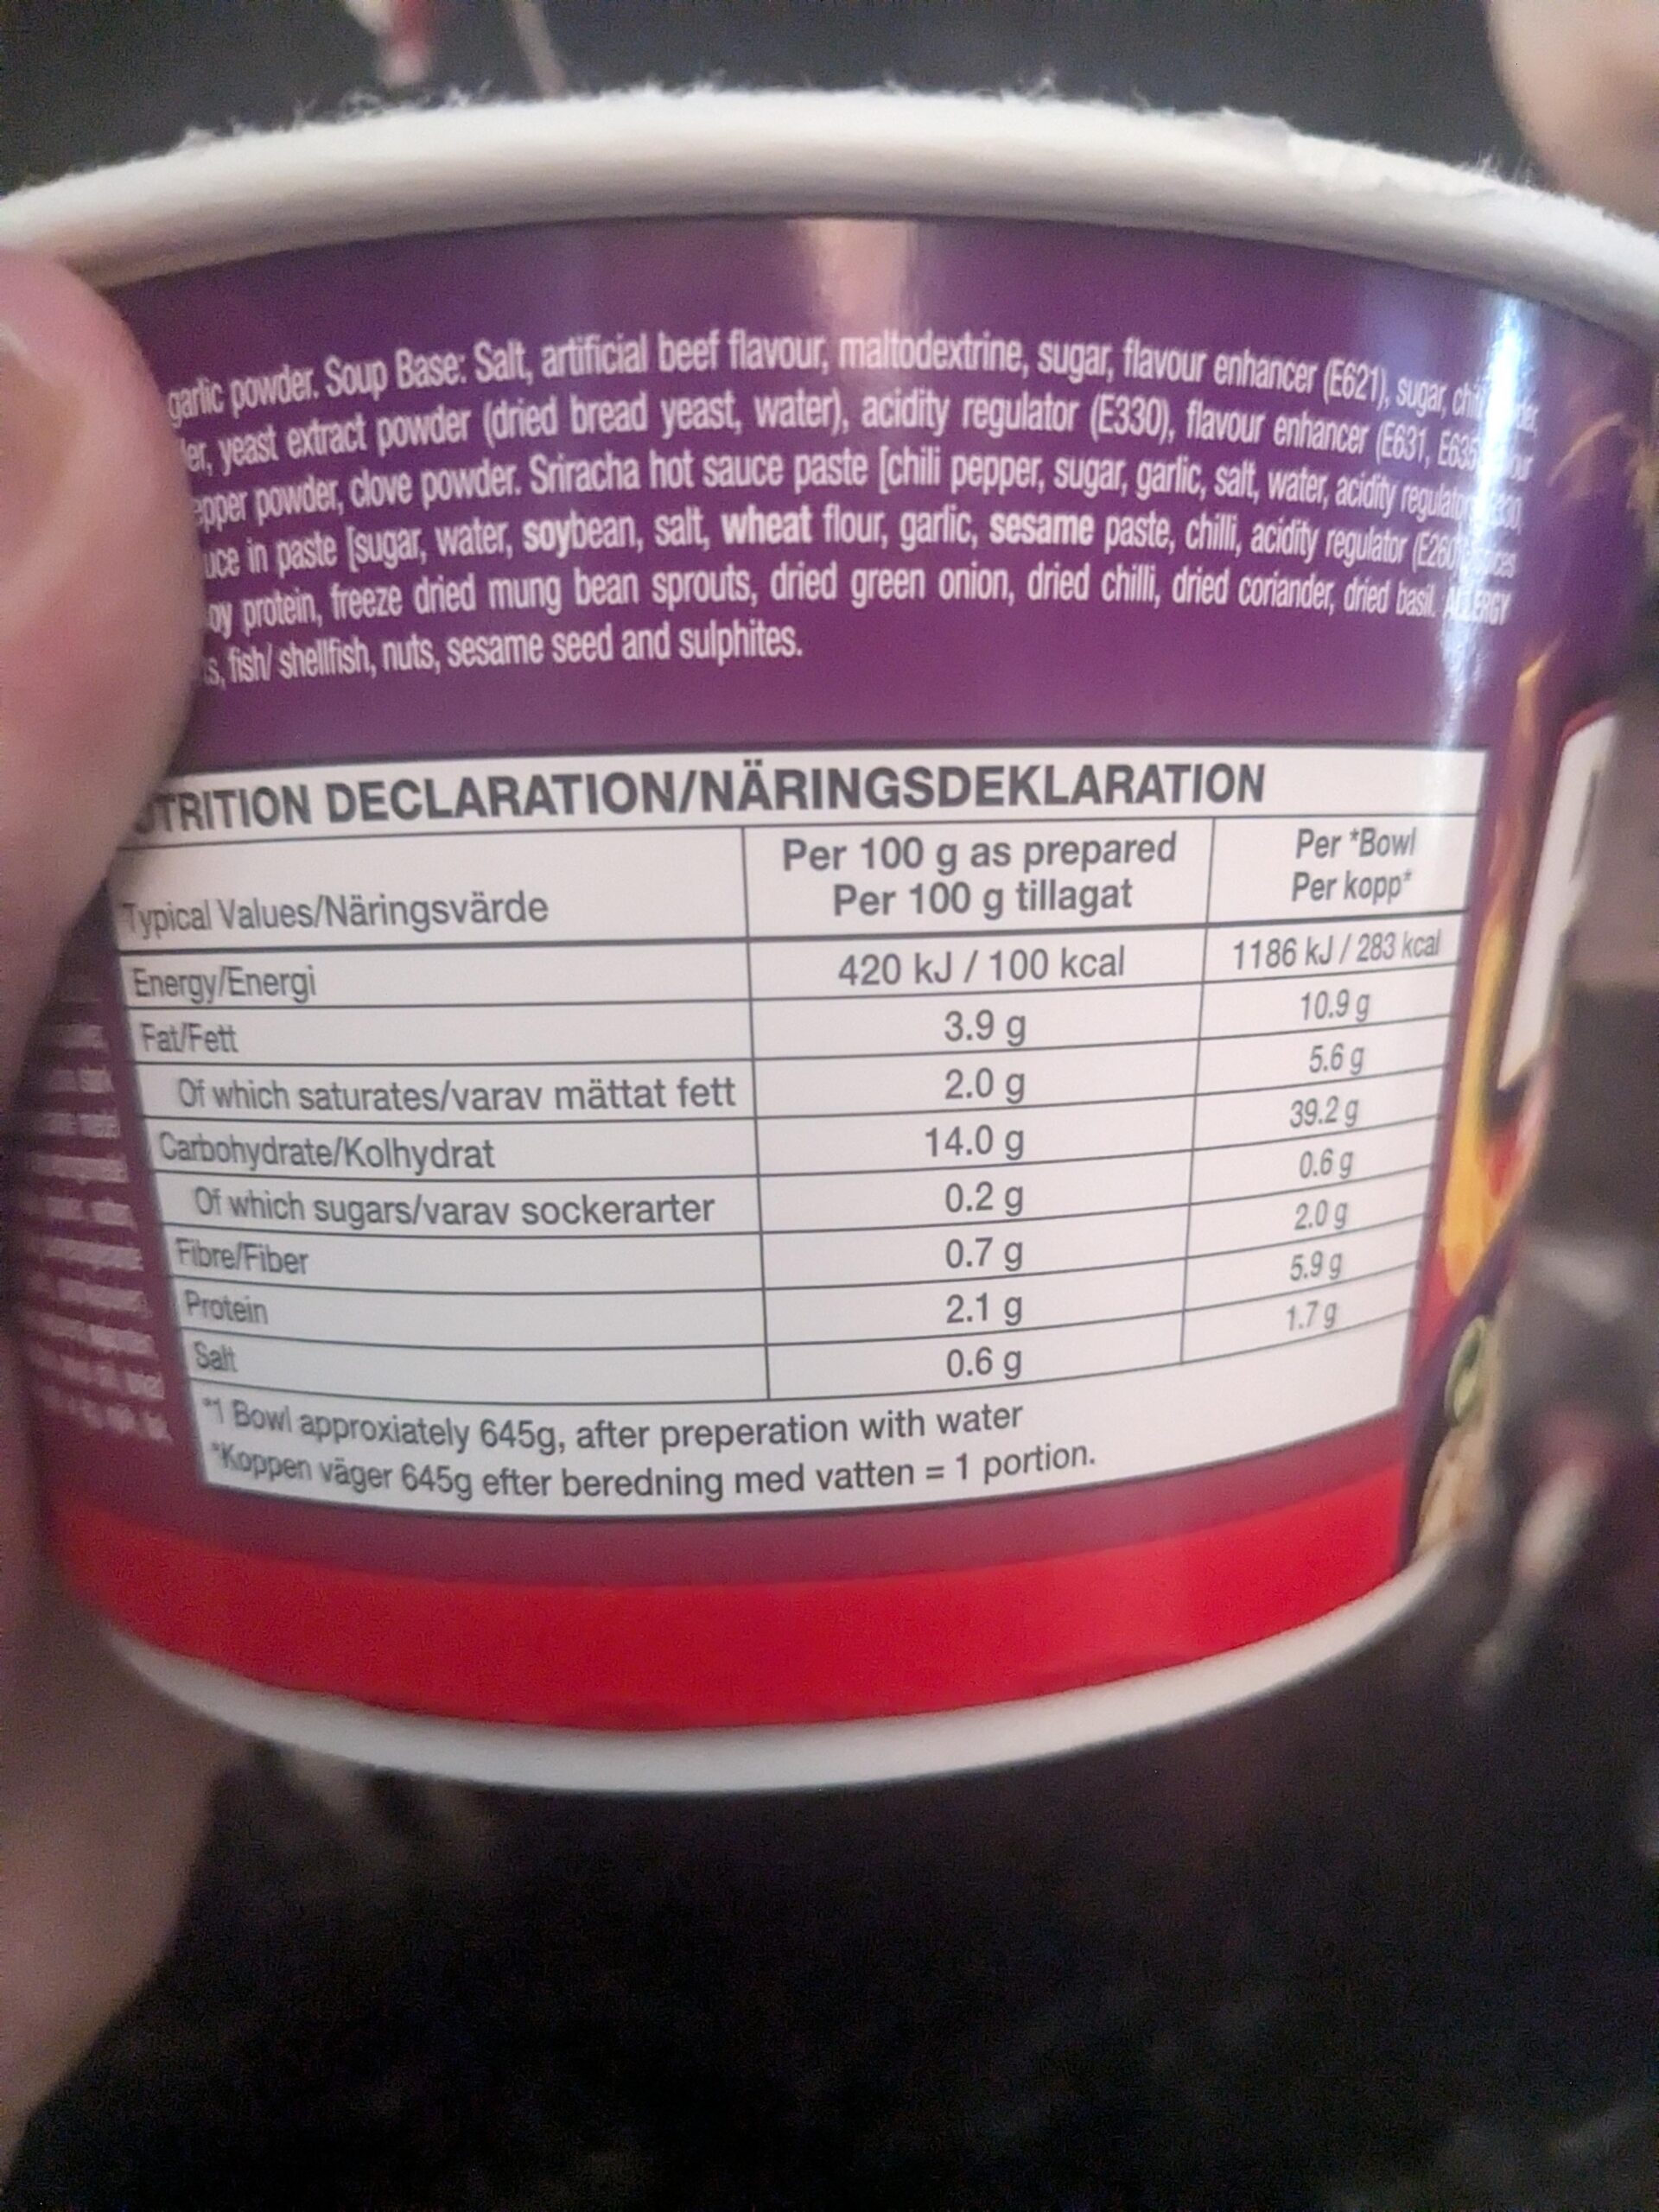 garlic powder. Soup Base: Salt, artificial beef flavour, maltodextrine, sugar, flavour enhancer (E621), sugar,
yeast extract powder (dried bread yeast, water), acidity regulator (E330), flavour enhancer (E631, E635
powder, clove powder. Sriracha hot sauce paste [chili pepper, sugar, garlic, salt, water, acidity regulator
in paste [sugar, water, soybean, salt, wheat flour, garlic, sesame paste, chilli, acidity regulator (E260)
protein, freeze dried mung bean sprouts, dried green onion, dried chilli, dried coriander, dried basil. ALLERGY
fish/ shellfish, nuts, sesame seed and sulphites.
UTRITION DECLARATION/NÄRINGSDEKLARATION
Typical Values/Näringsvärde Per 100 g as prepared Per *Bowl
Per 100 g tillagat Per kopp*
Energy/Energi 420 kJ / 100 kcal 1186 kJ / 283 kcal
Fat/Fett 3.9 g 10.9 g
Of which saturates/varav mättat fett 2.0 g 5.6 g
Carbohydrate/Kolhydrat 14.0 g 39.2 g
Of which sugars/varav sockerarter 0.2 g 0.6 g
Fibre/Fiber 0.7 g 2.0 g
Protein 2.1 g 5.9 g
Salt 0.6 g 1.7 g
*1 Bowl approxiately 645g, after preperation with water
*Koppen väger 645g efter beredning med vatten = 1 portion.